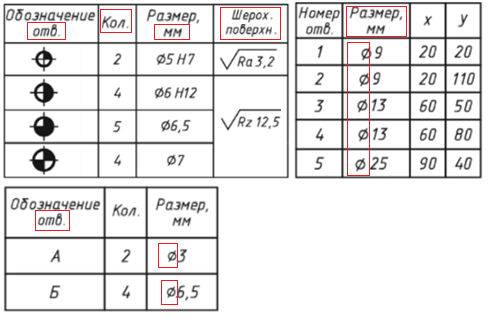 Обозначение отв. Кол. Размер, мм Шерох. поверхн.
2 Ø5 H7 √Ra 3,2
4 Ø6 H12
5 Ø6,5 √Rz 12,5
4 Ø7
Номер отв. Размер, мм x y
1 Ø9 20 20
2 Ø9 20 110
3 Ø13 60 50
4 Ø13 60 80
5 Ø25 90 40
Обозначение отв. Кол. Размер, мм
А 2 Ø3
Б 4 Ø6,5